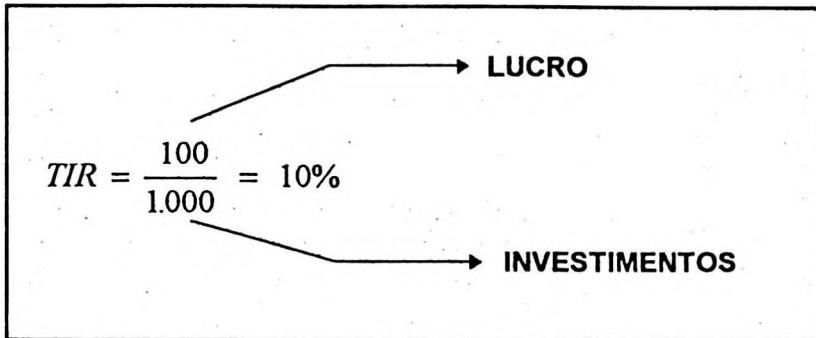 LUCRO
TIR = 100 / 1.000 = 10%
INVESTIMENTOS